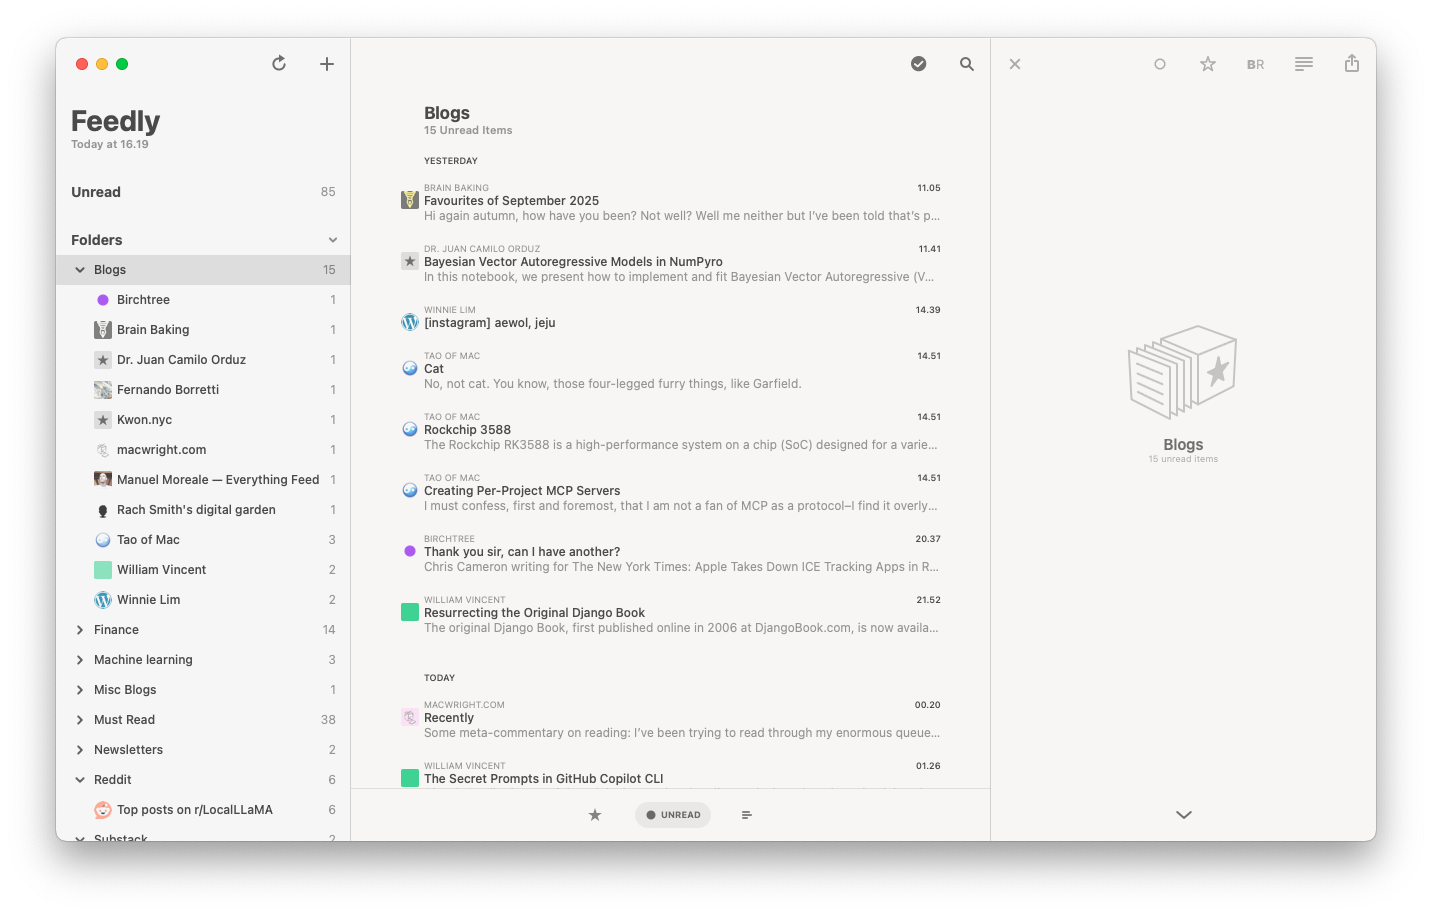 Feedly
Today at 16.19
Unread 85
Folders
Blogs 15
Birchtree 1
Brain Baking 1
Dr. Juan Camilo Orduz 1
Fernando Borretti 1
Kwon.nyc 1
macwright.com 1
Manuel Moreale — Everything Feed 1
Rach Smith's digital garden 1
Tao of Mac 3
William Vincent 2
Winnie Lim 2
Finance 14
Machine learning 3
Misc Blogs 1
Must Read 38
Newsletters 2
Reddit 6
Top posts on r/LocalLLaMA 6
Substack 2
Blogs
15 Unread Items
YESTERDAY
BRAIN BAKING 11.05
Favourites of September 2025
Hi again autumn, how have you been? Not well? Well me neither but I've been told that's p...
DR. JUAN CAMILO ORDUZ 11.41
Bayesian Vector Autoregressive Models in NumPyro
In this notebook, we present how to implement and fit Bayesian Vector Autoregressive (V...
WINNIE LIM 14.39
[instagram] aewol, jeju
TAO OF MAC 14.51
Cat
No, not cat. You know, those four-legged furry things, like Garfield.
TAO OF MAC 14.51
Rockchip 3588
The Rockchip RK3588 is a high-performance system on a chip (SoC) designed for a varie...
TAO OF MAC 14.51
Creating Per-Project MCP Servers
I must confess, first and foremost, that I am not a fan of MCP as a protocol–I find it overly...
BIRCHTREE 20.37
Thank you sir, can I have another?
Chris Cameron writing for The New York Times: Apple Takes Down ICE Tracking Apps in R...
WILLIAM VINCENT 21.52
Resurrecting the Original Django Book
The original Django Book, first published online in 2006 at DjangoBook.com, is now availa...
TODAY
MACWRIGHT.COM 00.20
Recently
Some meta-commentary on reading: I've been trying to read through my enormous queue...
WILLIAM VINCENT 01.26
The Secret Prompts in GitHub Copilot CLI
UNREAD
BR
Blogs
15 unread items